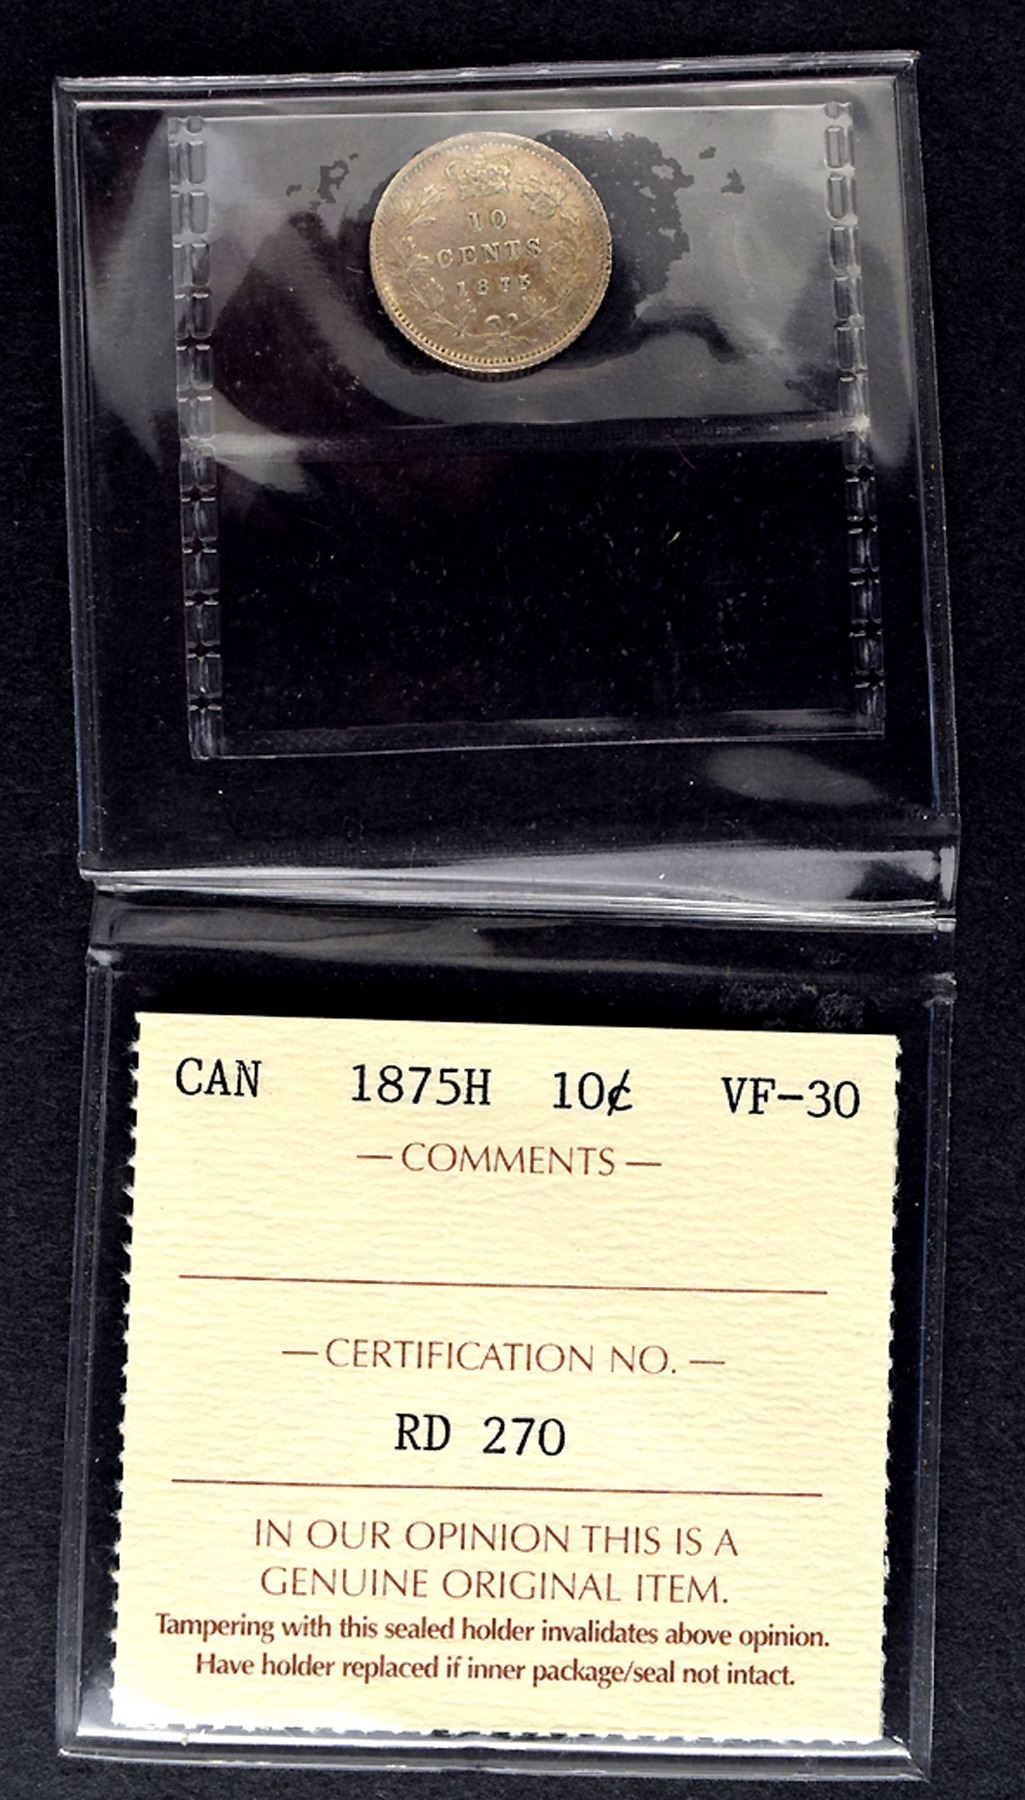 10
CENTS
1875
CAN 1875H 10¢ VF-30
— COMMENTS —
— CERTIFICATION NO. —
RD 270
IN OUR OPINION THIS IS A
GENUINE ORIGINAL ITEM.
Tampering with this sealed holder invalidates above opinion.
Have holder replaced if inner package/seal not intact.